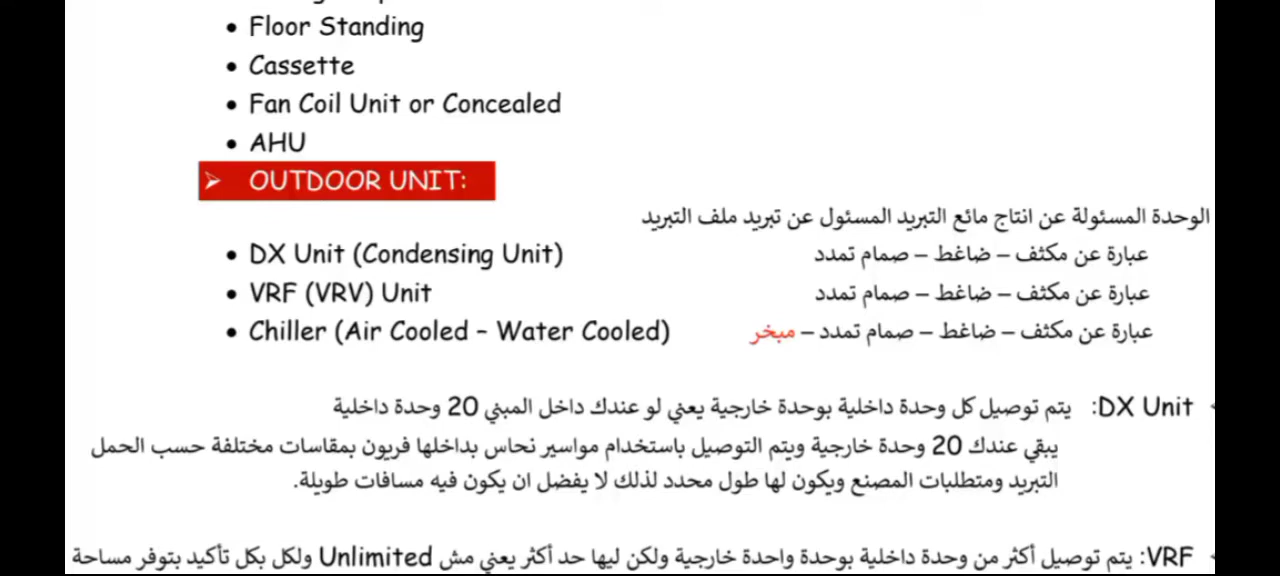 • Floor Standing
• Cassette
• Fan Coil Unit or Concealed
• AHU
➢ OUTDOOR UNIT:
الوحدة المسئولة عن انتاج مائع التبريد المسئول عن تبريد ملف التبريد
• DX Unit (Condensing Unit) عبارة عن مكثف – ضاغط – صمام تمدد
• VRF (VRV) Unit عبارة عن مكثف – ضاغط – صمام تمدد
• Chiller (Air Cooled – Water Cooled) عبارة عن مكثف – ضاغط – صمام تمدد – مبخر
DX Unit: يتم توصيل كل وحدة داخلية بوحدة خارجية يعني لو عندك داخل المبني 20 وحدة داخلية
يبقي عندك 20 وحدة خارجية ويتم التوصيل باستخدام مواسير نحاس بداخلها فريون بمقاسات مختلفة حسب الحمل
التبريد ومتطلبات المصنع ويكون لها طول محدد لذلك لا يفضل ان يكون فيه مسافات طويلة.
VRF: يتم توصيل أكثر من وحدة داخلية بوحدة واحدة خارجية ولكن ليها حد أكثر يعني مش Unlimited ولكل بكل تأكيد بتوفر مساحة